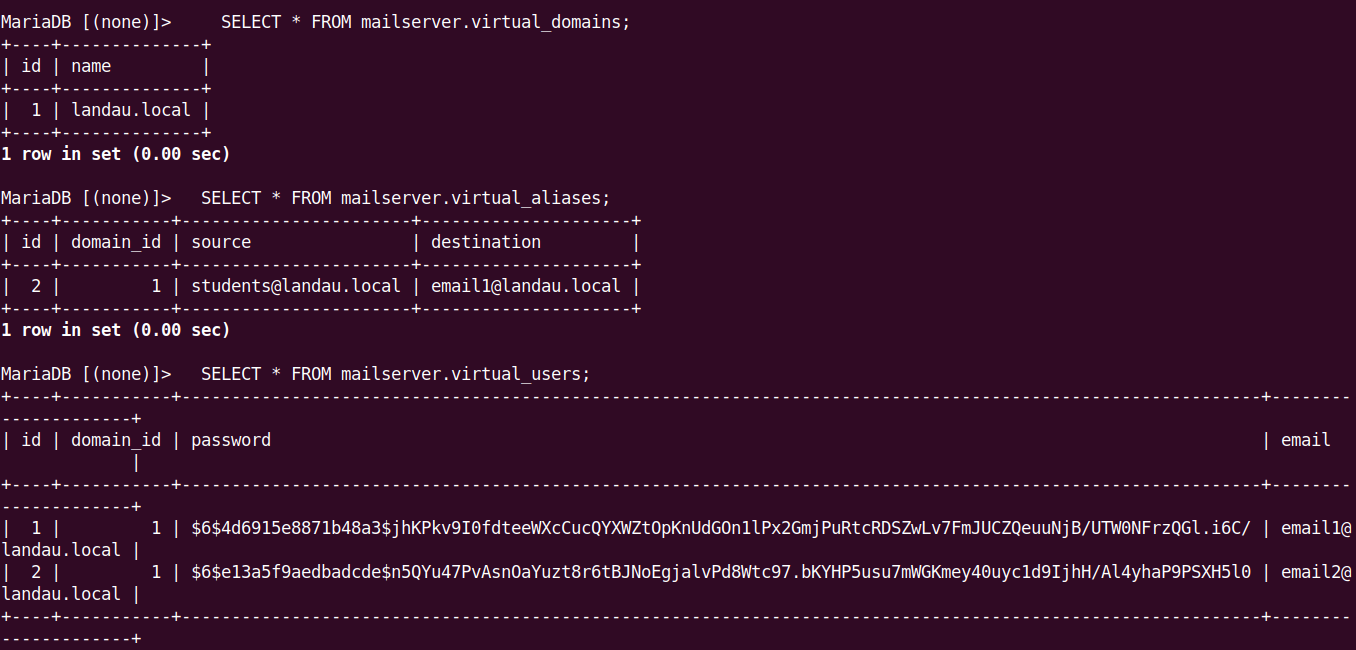 MariaDB [(none)]>     SELECT * FROM mailserver.virtual_domains;
+----+--------------+
| id | name         |
+----+--------------+
|  1 | landau.local |
+----+--------------+
1 row in set (0.00 sec)

MariaDB [(none)]>   SELECT * FROM mailserver.virtual_aliases;
+----+-----------+-----------------------+---------------------+
| id | domain_id | source                | destination         |
+----+-----------+-----------------------+---------------------+
|  2 |         1 | students@landau.local | email1@landau.local |
+----+-----------+-----------------------+---------------------+
1 row in set (0.00 sec)

MariaDB [(none)]>   SELECT * FROM mailserver.virtual_users;
+----+-----------+------------------------------------------------------------------------------------------------------------+--------
-------------+
| id | domain_id | password                                                                                                   | email
             |
+----+-----------+------------------------------------------------------------------------------------------------------------+--------
-------------+
|  1 |         1 | $6$4d6915e8871b48a3$jhKPkv9I0fdteeWXcCucQYXWZtOpKnUdGOn1lPx2GmjPuRtcRDSZwLv7FmJUCZQeuuNjB/UTW0NFrzQGl.i6C/ | email1@
landau.local |
|  2 |         1 | $6$e13a5f9aedbadcde$n5QYu47PvAsnOaYuzt8r6tBJNoEgjalvPd8Wtc97.bKYHP5usu7mWGKmey40uyc1d9IjhH/Al4yhaP9PSXH5l0 | email2@
landau.local |
+----+-----------+------------------------------------------------------------------------------------------------------------+--------
-------------+